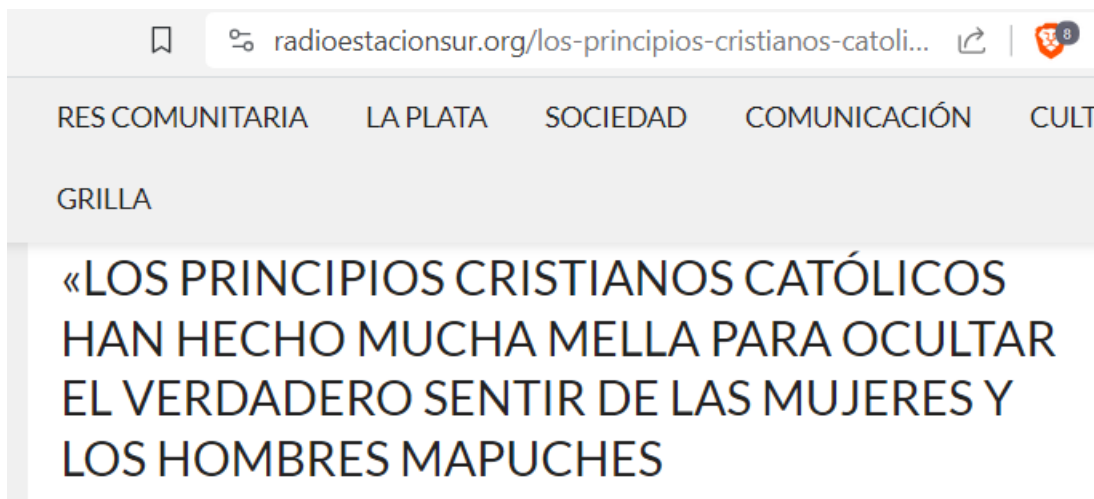 radioestacionsur.org/los-principios-cristianos-catoli...
8
RES COMUNITARIA LA PLATA SOCIEDAD COMUNICACIÓN CULT
GRILLA
«LOS PRINCIPIOS CRISTIANOS CATÓLICOS
HAN HECHO MUCHA MELLA PARA OCULTAR
EL VERDADERO SENTIR DE LAS MUJERES Y
LOS HOMBRES MAPUCHES